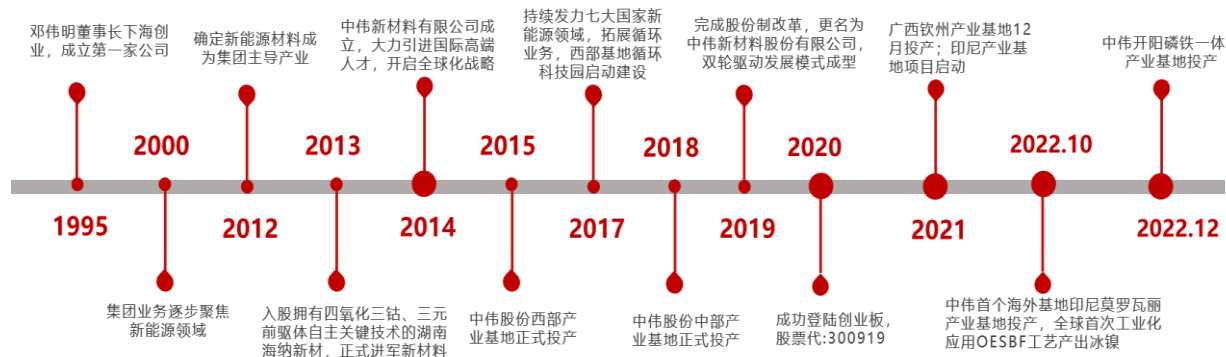 邓伟明董事长下海创
业，成立第一家公司
1995
2000
集团业务逐步聚焦
新能源领域
确定新能源材料成
为集团主导产业
2012
2013
入股拥有四氧化三钴、三元
前驱体自主关键技术的湖南
海纳新材，正式进军新材料
中伟新材料有限公司成
立，大力引进国际高端
人才，开启全球化战略
2014
2015
中伟股份西部产
业基地正式投产
持续发力七大国家新
能源领域，拓展循环
业务，西部基地循环
科技园启动建设
2017
2018
中伟股份中部产
业基地正式投产
完成股份制改革，更名为
中伟新材料股份有限公司，
双轮驱动发展模式成型
2019
2020
成功登陆创业板，
股票代:300919
广西钦州产业基地12
月投产；印尼产业基
地项目启动
2021
2022.10
中伟首个海外基地印尼莫罗瓦丽
产业基地投产，全球首次工业化
应用OESBF工艺产出冰镍
中伟开阳磷铁一体
产业基地投产
2022.12